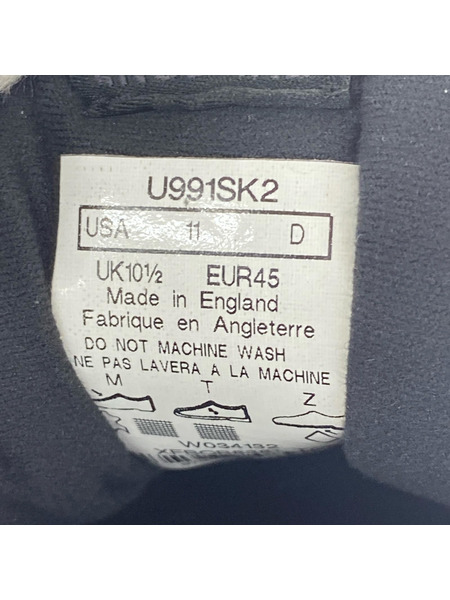 U991SK2
USA 11 D
UK10½ EUR45
Made in England
Fabrique en Angleterre
DO NOT MACHINE WASH
NE PAS LAVERA A LA MACHINE
M T Z
W034132